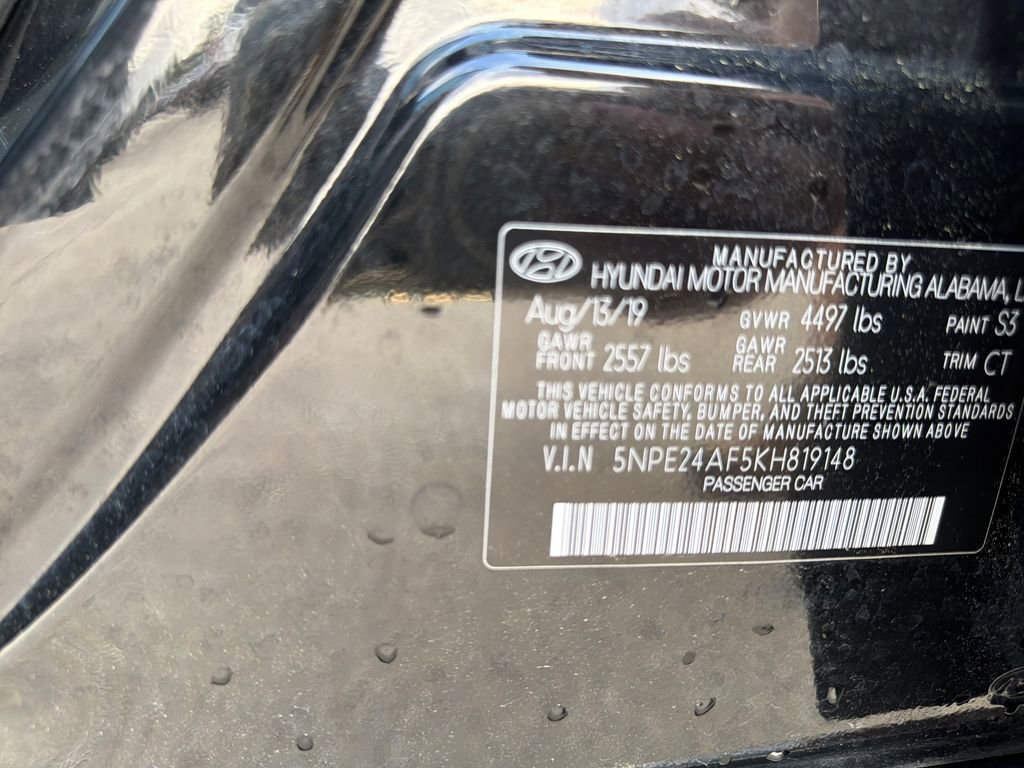 MANUFACTURED BY
HYUNDAI MOTOR MANUFACTURING ALABAMA,
Aug/13/19 GVWR 4497 lbs PAINT S3
GAWR FRONT 2557 lbs GAWR REAR 2513 lbs TRIM CT
THIS VEHICLE CONFORMS TO ALL APPLICABLE U.S.A. FEDERAL
MOTOR VEHICLE SAFETY, BUMPER, AND THEFT PREVENTION STANDARDS
IN EFFECT ON THE DATE OF MANUFACTURE SHOWN ABOVE
V.I.N 5NPE24AF5KH819148
PASSENGER CAR